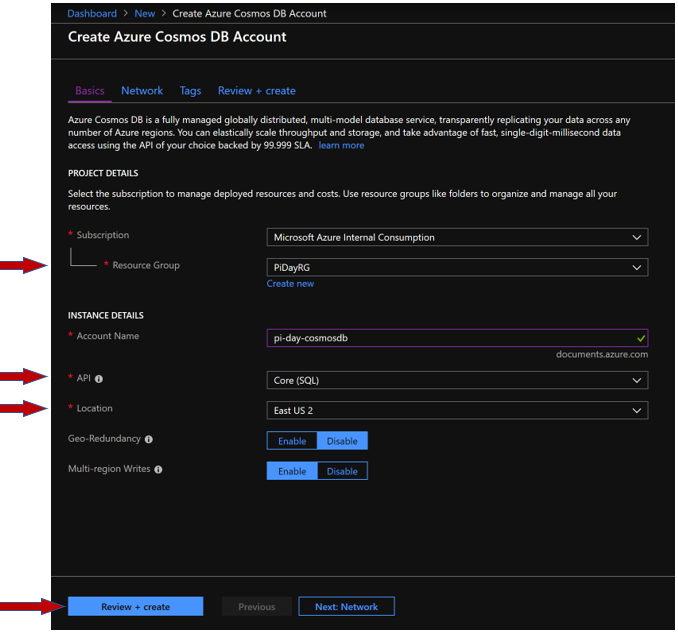 Dashboard > New > Create Azure Cosmos DB Account
Create Azure Cosmos DB Account
Basics Network Tags Review + create
Azure Cosmos DB is a fully managed globally distributed, multi-model database service, transparently replicating your data across any
number of Azure regions. You can elastically scale throughput and storage, and take advantage of fast, single-digit-millisecond data
access using the API of your choice backed by 99.999 SLA. learn more
PROJECT DETAILS
Select the subscription to manage deployed resources and costs. Use resource groups like folders to organize and manage all your
resources.
* Subscription Microsoft Azure Internal Consumption
* Resource Group PiDayRG
Create new
INSTANCE DETAILS
* Account Name pi-day-cosmosdb
documents.azure.com
* API Core (SQL)
* Location East US 2
Geo-Redundancy Enable Disable
Multi-region Writes Enable Disable
Review + create Previous Next: Network